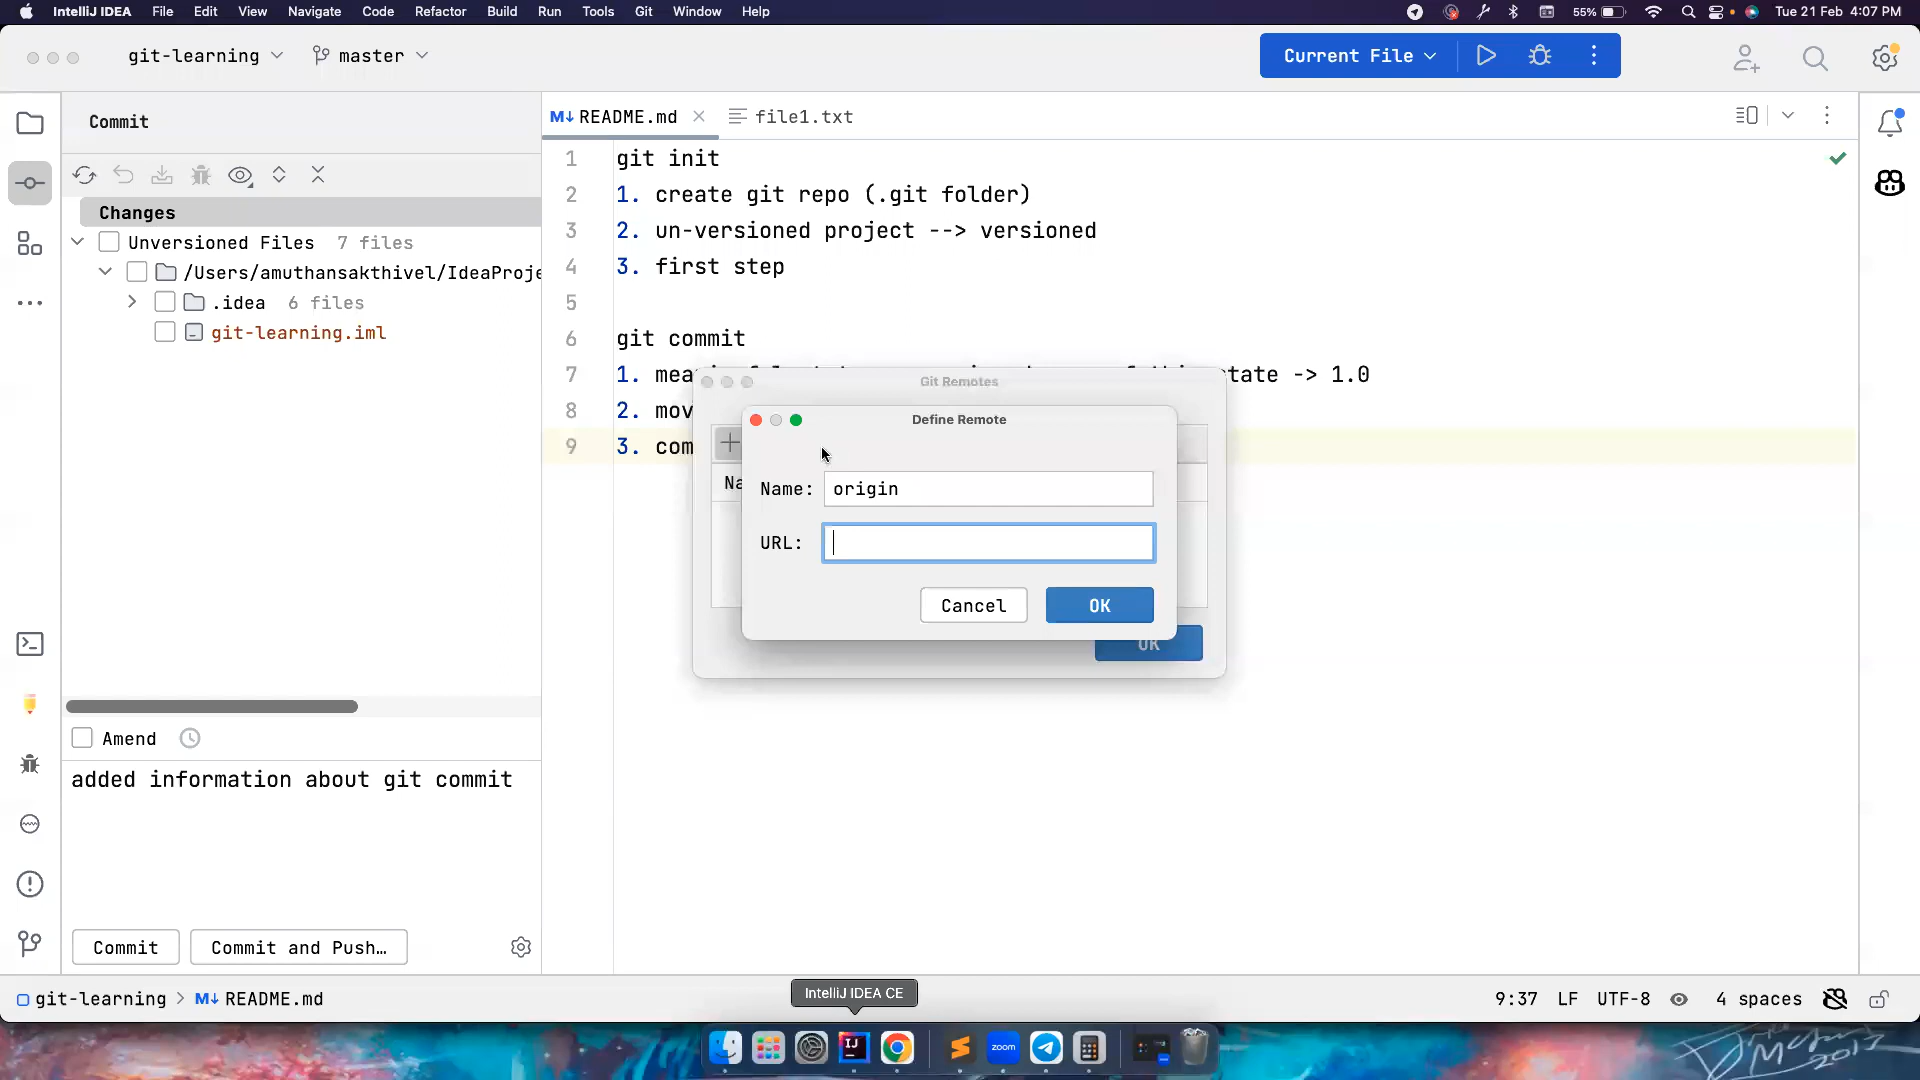 IntelliJ IDEA File Edit View Navigate Code Refactor Build Run Tools Git Window Help 55% Tue 21 Feb 4:07 PM
git-learning master Current File
Commit
README.md file1.txt
Changes
Unversioned Files 7 files
/Users/amuthansakthivel/IdeaProje
.idea 6 files
git-learning.iml
1 git init
2 1. create git repo (.git folder)
3 2. un-versioned project --> versioned
4 3. first step
5
6 git commit
7 1. tate -> 1.0
8 2. mov
9 3. com
Git Remotes
Define Remote
Name: origin
URL:
Cancel OK
OK
Amend
added information about git commit
Commit Commit and Push…
git-learning > README.md
IntelliJ IDEA CE
9:37 LF UTF-8 4 spaces
zoom
2017